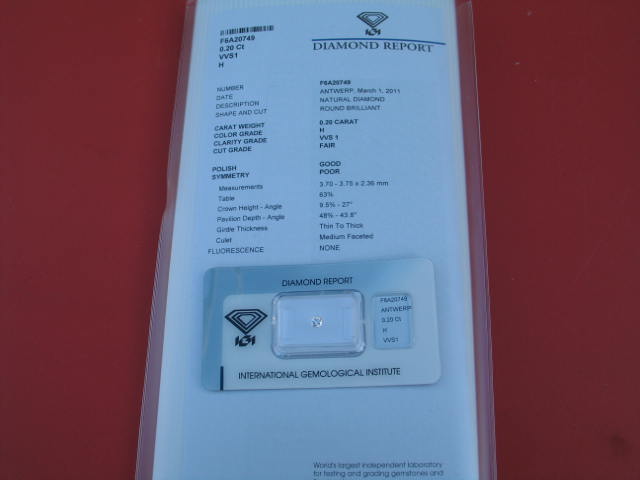 F6A20749
0.20 Ct
VVS1
H
IGI
DIAMOND REPORT
NUMBER F6A20749
DATE ANTWERP, March 1, 2011
DESCRIPTION NATURAL DIAMOND
SHAPE AND CUT ROUND BRILLIANT
CARAT WEIGHT 0.20 CARAT
COLOR GRADE H
CLARITY GRADE VVS 1
CUT GRADE FAIR
POLISH GOOD
SYMMETRY POOR
Measurements 3.70 - 3.75 x 2.36 mm
Table 63%
Crown Height - Angle 9.5% - 27°
Pavilion Depth - Angle 48% - 43.8°
Girdle Thickness Thin To Thick
Culet Medium Faceted
FLUORESCENCE NONE
DIAMOND REPORT
IGI
F6A20749
ANTWERP
0.20 Ct
H
VVS1
INTERNATIONAL GEMOLOGICAL INSTITUTE
World's largest independent laboratory
for testing and grading gemstones and